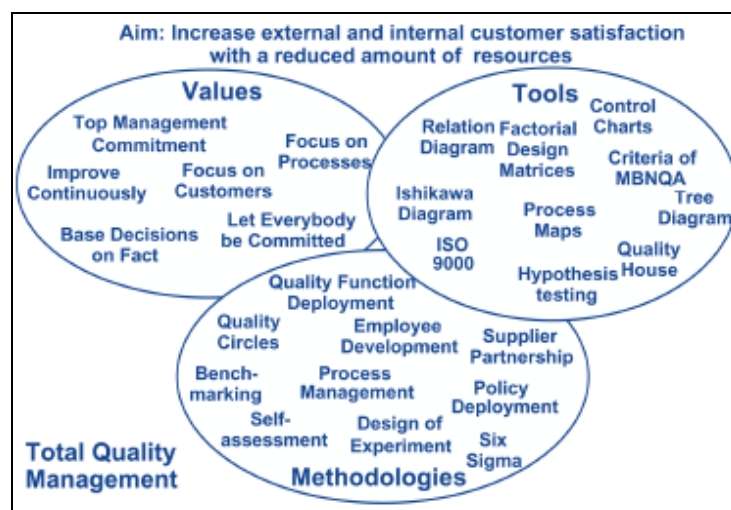 Aim: Increase external and internal customer satisfaction
with a reduced amount of resources
Values
Top Management
Commitment
Focus on
Processes
Improve
Continuously
Focus on
Customers
Base Decisions
on Fact
Let Everybody
be Committed
Tools
Control
Charts
Relation
Diagram
Factorial
Design
Matrices
Criteria of
MBNQA
Ishikawa
Diagram
Process
Maps
Tree
Diagram
ISO
9000
Quality
House
Hypothesis
testing
Quality Function
Deployment
Quality
Circles
Employee
Development
Supplier
Partnership
Bench-
marking
Process
Management
Policy
Deployment
Self-
assessment
Design of
Experiment
Six
Sigma
Methodologies
Total Quality
Management